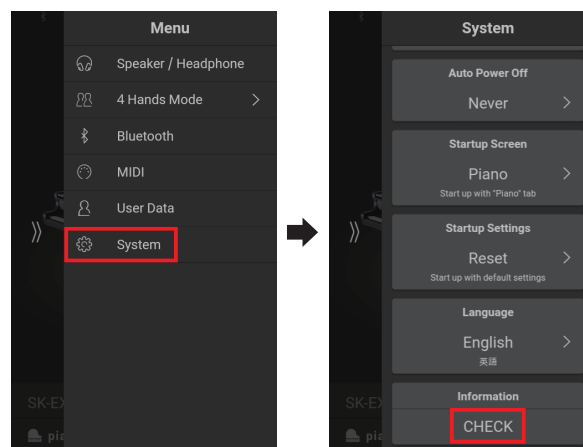 Menu
Speaker / Headphone
4 Hands Mode
Bluetooth
MIDI
User Data
System
SK-EX
pia
System
Auto Power Off
Never
Startup Screen
Piano
Start up with "Piano" tab
Startup Settings
Reset
Start up with default settings
Language
English
英語
Information
CHECK
SK-EX
pia